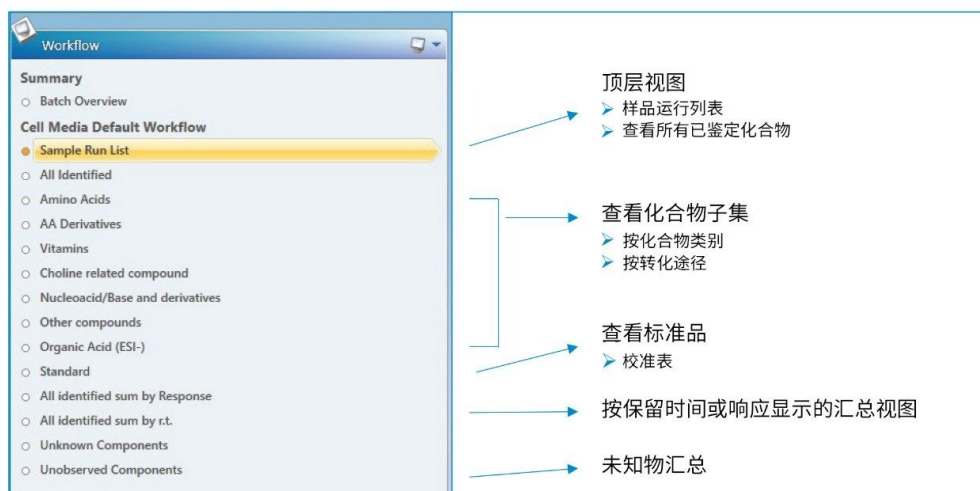 Workflow
Summary
Batch Overview
Cell Media Default Workflow
Sample Run List
All Identified
Amino Acids
AA Derivatives
Vitamins
Choline related compound
Nucleoacid/Base and derivatives
Other compounds
Organic Acid (ESI-)
Standard
All identified sum by Response
All identified sum by r.t.
Unknown Components
Unobserved Components
顶层视图
样品运行列表
查看所有已鉴定化合物
查看化合物子集
按化合物类别
按转化途径
查看标准品
校准表
按保留时间或响应显示的汇总视图
未知物汇总